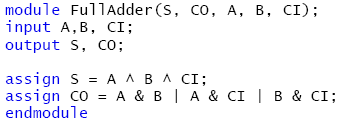 module FullAdder(S, CO, A, B, CI);
input A,B, CI;
output S, CO;
assign S = A ^ B ^ CI;
assign CO = A & B | A & CI | B & CI;
endmodule